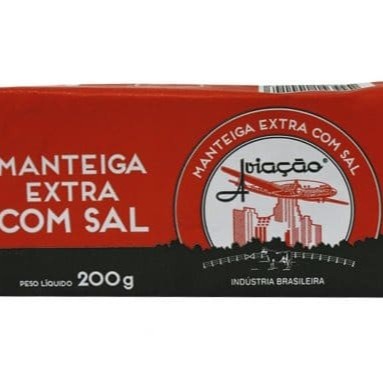 MANTEIGA
EXTRA
COM SAL
PESO LÍQUIDO 200g
MANTEIGA EXTRA COM SAL
Aviação®
INDÚSTRIA BRASILEIRA